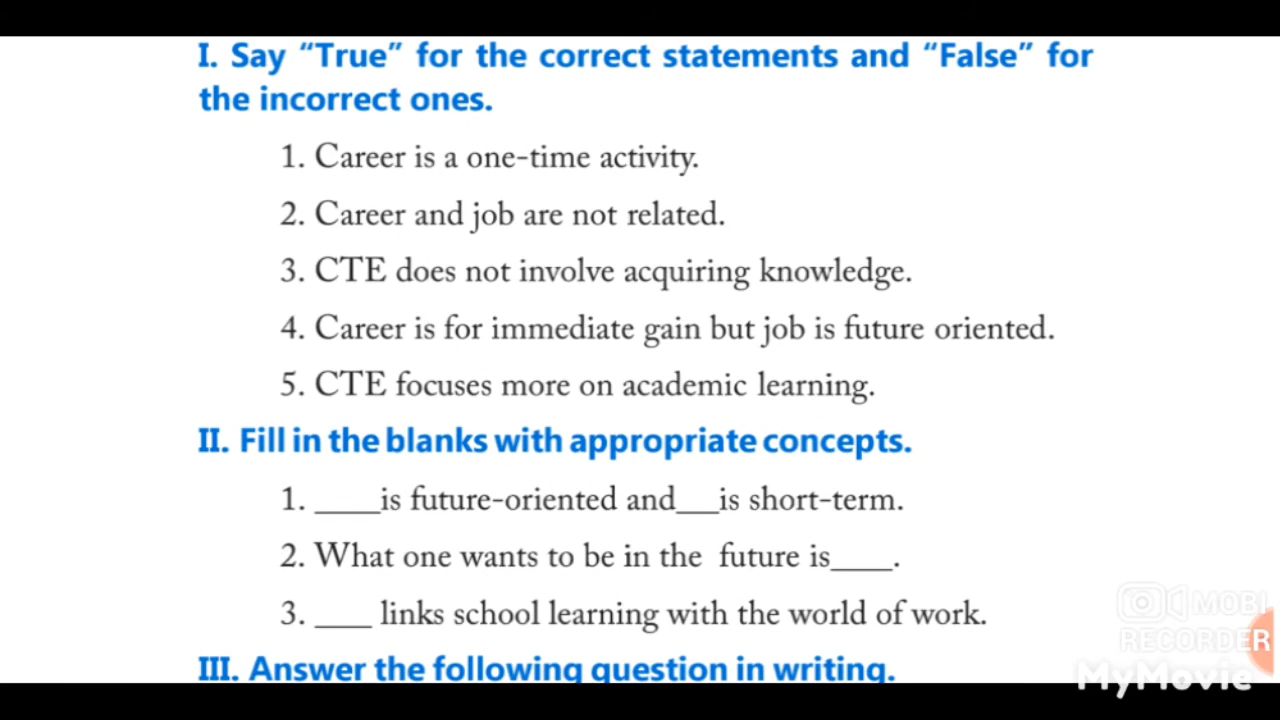 I. Say “True” for the correct statements and “False” for
the incorrect ones.
1. Career is a one-time activity.
2. Career and job are not related.
3. CTE does not involve acquiring knowledge.
4. Career is for immediate gain but job is future oriented.
5. CTE focuses more on academic learning.
II. Fill in the blanks with appropriate concepts.
1. ____is future-oriented and___is short-term.
2. What one wants to be in the future is____.
3. ____ links school learning with the world of work.
III. Answer the following question in writing.
MOBI
RECORDER
MyMovie